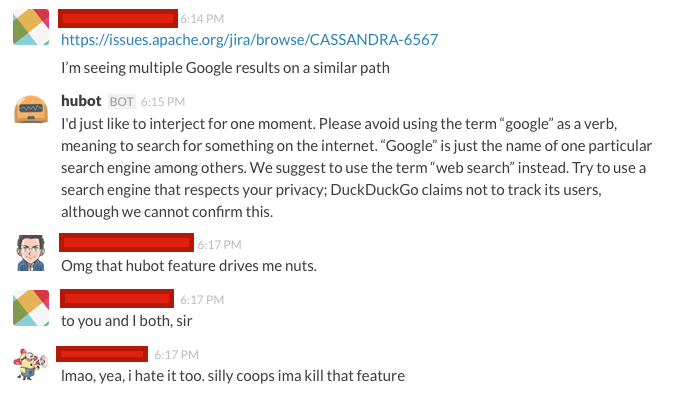 6:14 PM
https://issues.apache.org/jira/browse/CASSANDRA-6567
I'm seeing multiple Google results on a similar path
hubot BOT 6:15 PM
I'd just like to interject for one moment. Please avoid using the term “google” as a verb,
meaning to search for something on the internet. “Google” is just the name of one particular
search engine among others. We suggest to use the term “web search” instead. Try to use a
search engine that respects your privacy; DuckDuckGo claims not to track its users,
although we cannot confirm this.
6:17 PM
Omg that hubot feature drives me nuts.
6:17 PM
to you and I both, sir
6:17 PM
lmao, yea, i hate it too. silly coops ima kill that feature